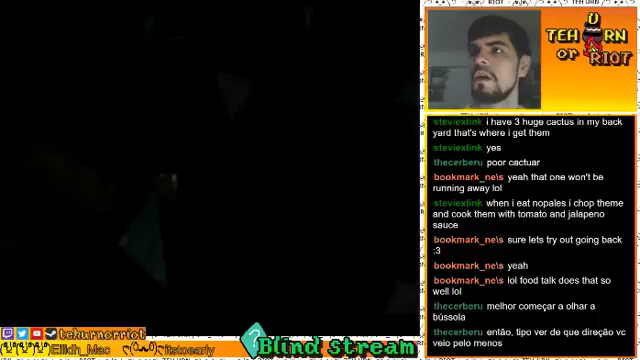 TEH URN
or RIOT
steviexlink i have 3 huge cactus in my back
yard that's where i get them
steviexlink yes
thecerberu poor cactuar
bookmark_ne\s yeah that one won't be
running away lol
steviexlink when i eat nopales i chop theme
and cook them with tomato and jalapeno
sauce
bookmark_ne\s sure lets try out going back
:3
bookmark_ne\s yeah
bookmark_ne\s lol food talk does that so
well lol
thecerberu melhor começar a olhar a
bússola
thecerberu então, tipo ver de que direção vc
veio pelo menos
tehurnorriot
Eilidh_Mac
listoearly
Blind Stream